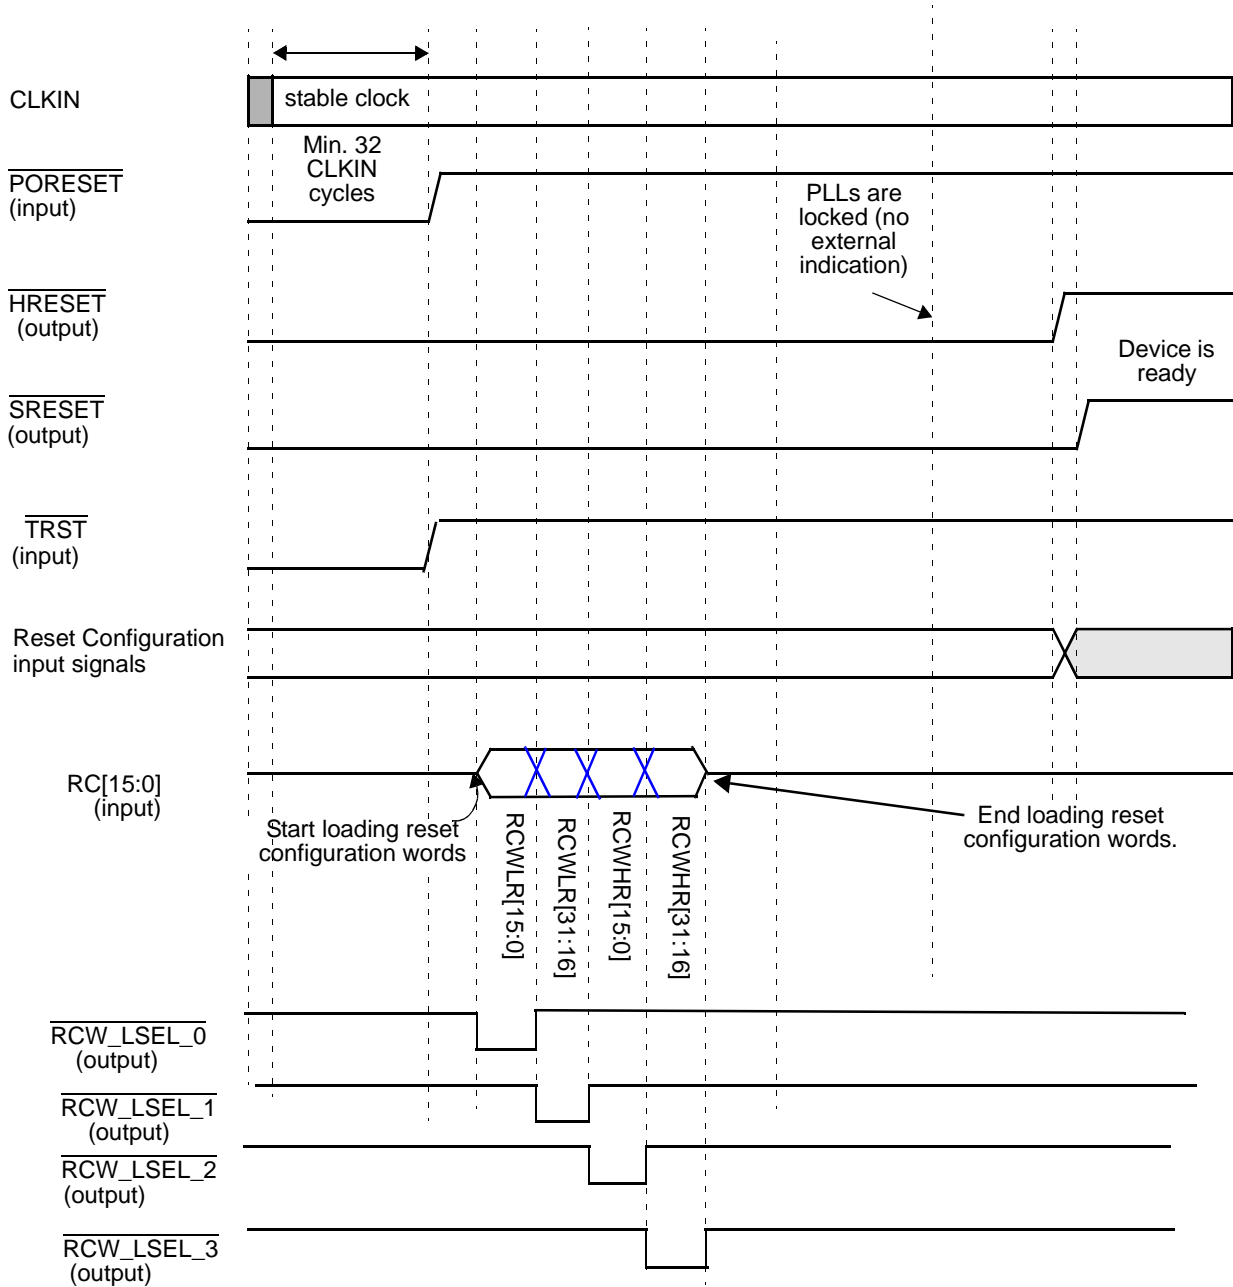 CLKIN
stable clock
Min. 32
CLKIN
cycles
PORESET
(input)
PLLs are
locked (no
external
indication)
HRESET
(output)
Device is
ready
SRESET
(output)
TRST
(input)
Reset Configuration
input signals
RC[15:0]
(input)
Start loading reset
configuration words
End loading reset
configuration words.
RCWLR[15:0]
RCWLR[31:16]
RCWHR[15:0]
RCWHR[31:16]
RCW_LSEL_0
(output)
RCW_LSEL_1
(output)
RCW_LSEL_2
(output)
RCW_LSEL_3
(output)